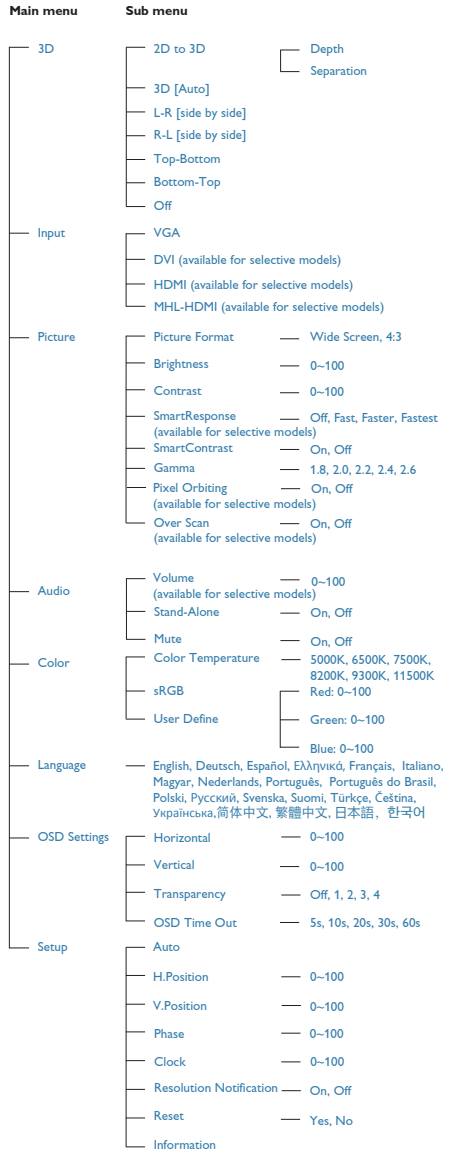 Main menu Sub menu
3D 2D to 3D Depth
Separation
3D [Auto]
L-R [side by side]
R-L [side by side]
Top-Bottom
Bottom-Top
Off
Input VGA
DVI (available for selective models)
HDMI (available for selective models)
MHL-HDMI (available for selective models)
Picture Picture Format Wide Screen, 4:3
Brightness 0~100
Contrast 0~100
SmartResponse Off, Fast, Faster, Fastest
(available for selective models)
SmartContrast On, Off
Gamma 1.8, 2.0, 2.2, 2.4, 2.6
Pixel Orbiting On, Off
(available for selective models)
Over Scan On, Off
(available for selective models)
Audio Volume 0~100
(available for selective models)
Stand-Alone On, Off
Mute On, Off
Color Color Temperature 5000K, 6500K, 7500K,
8200K, 9300K, 11500K
sRGB Red: 0~100
User Define Green: 0~100
Blue: 0~100
Language English, Deutsch, Español, Ελληνικά, Français, Italiano,
Magyar, Nederlands, Português, Português do Brasil,
Polski, Русский, Svenska, Suomi, Türkçe, Čeština,
Українська,简体中文, 繁體中文, 日本語, 한국어
OSD Settings Horizontal 0~100
Vertical 0~100
Transparency Off, 1, 2, 3, 4
OSD Time Out 5s, 10s, 20s, 30s, 60s
Setup Auto
H.Position 0~100
V.Position 0~100
Phase 0~100
Clock 0~100
Resolution Notification On, Off
Reset Yes, No
Information